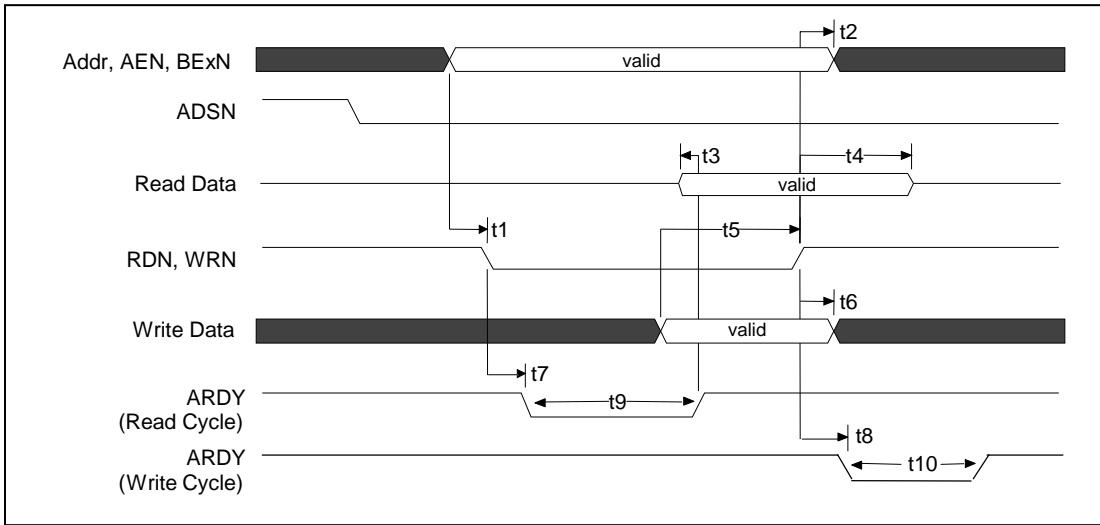 t2
Addr, AEN, BExN
valid
ADSN
t3
t4
Read Data
valid
t1
t5
RDN, WRN
t6
Write Data
valid
t7
ARDY
(Read Cycle)
t9
t8
ARDY
(Write Cycle)
t10